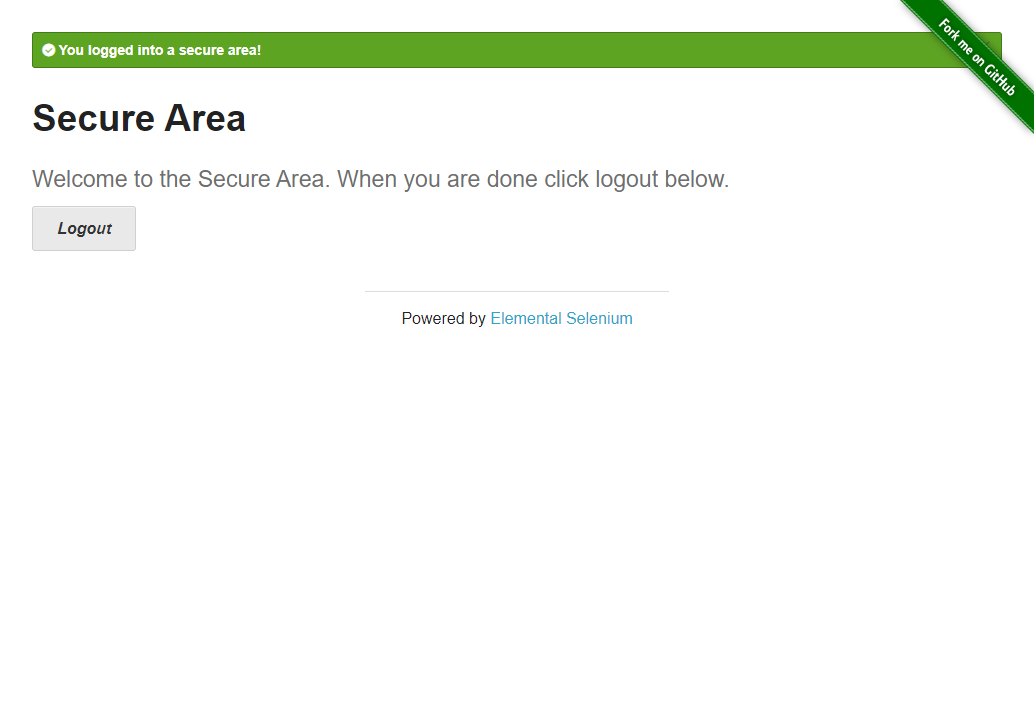 You logged into a secure area!
Fork me on GitHub
Secure Area
Welcome to the Secure Area. When you are done click logout below.
Logout
Powered by Elemental Selenium